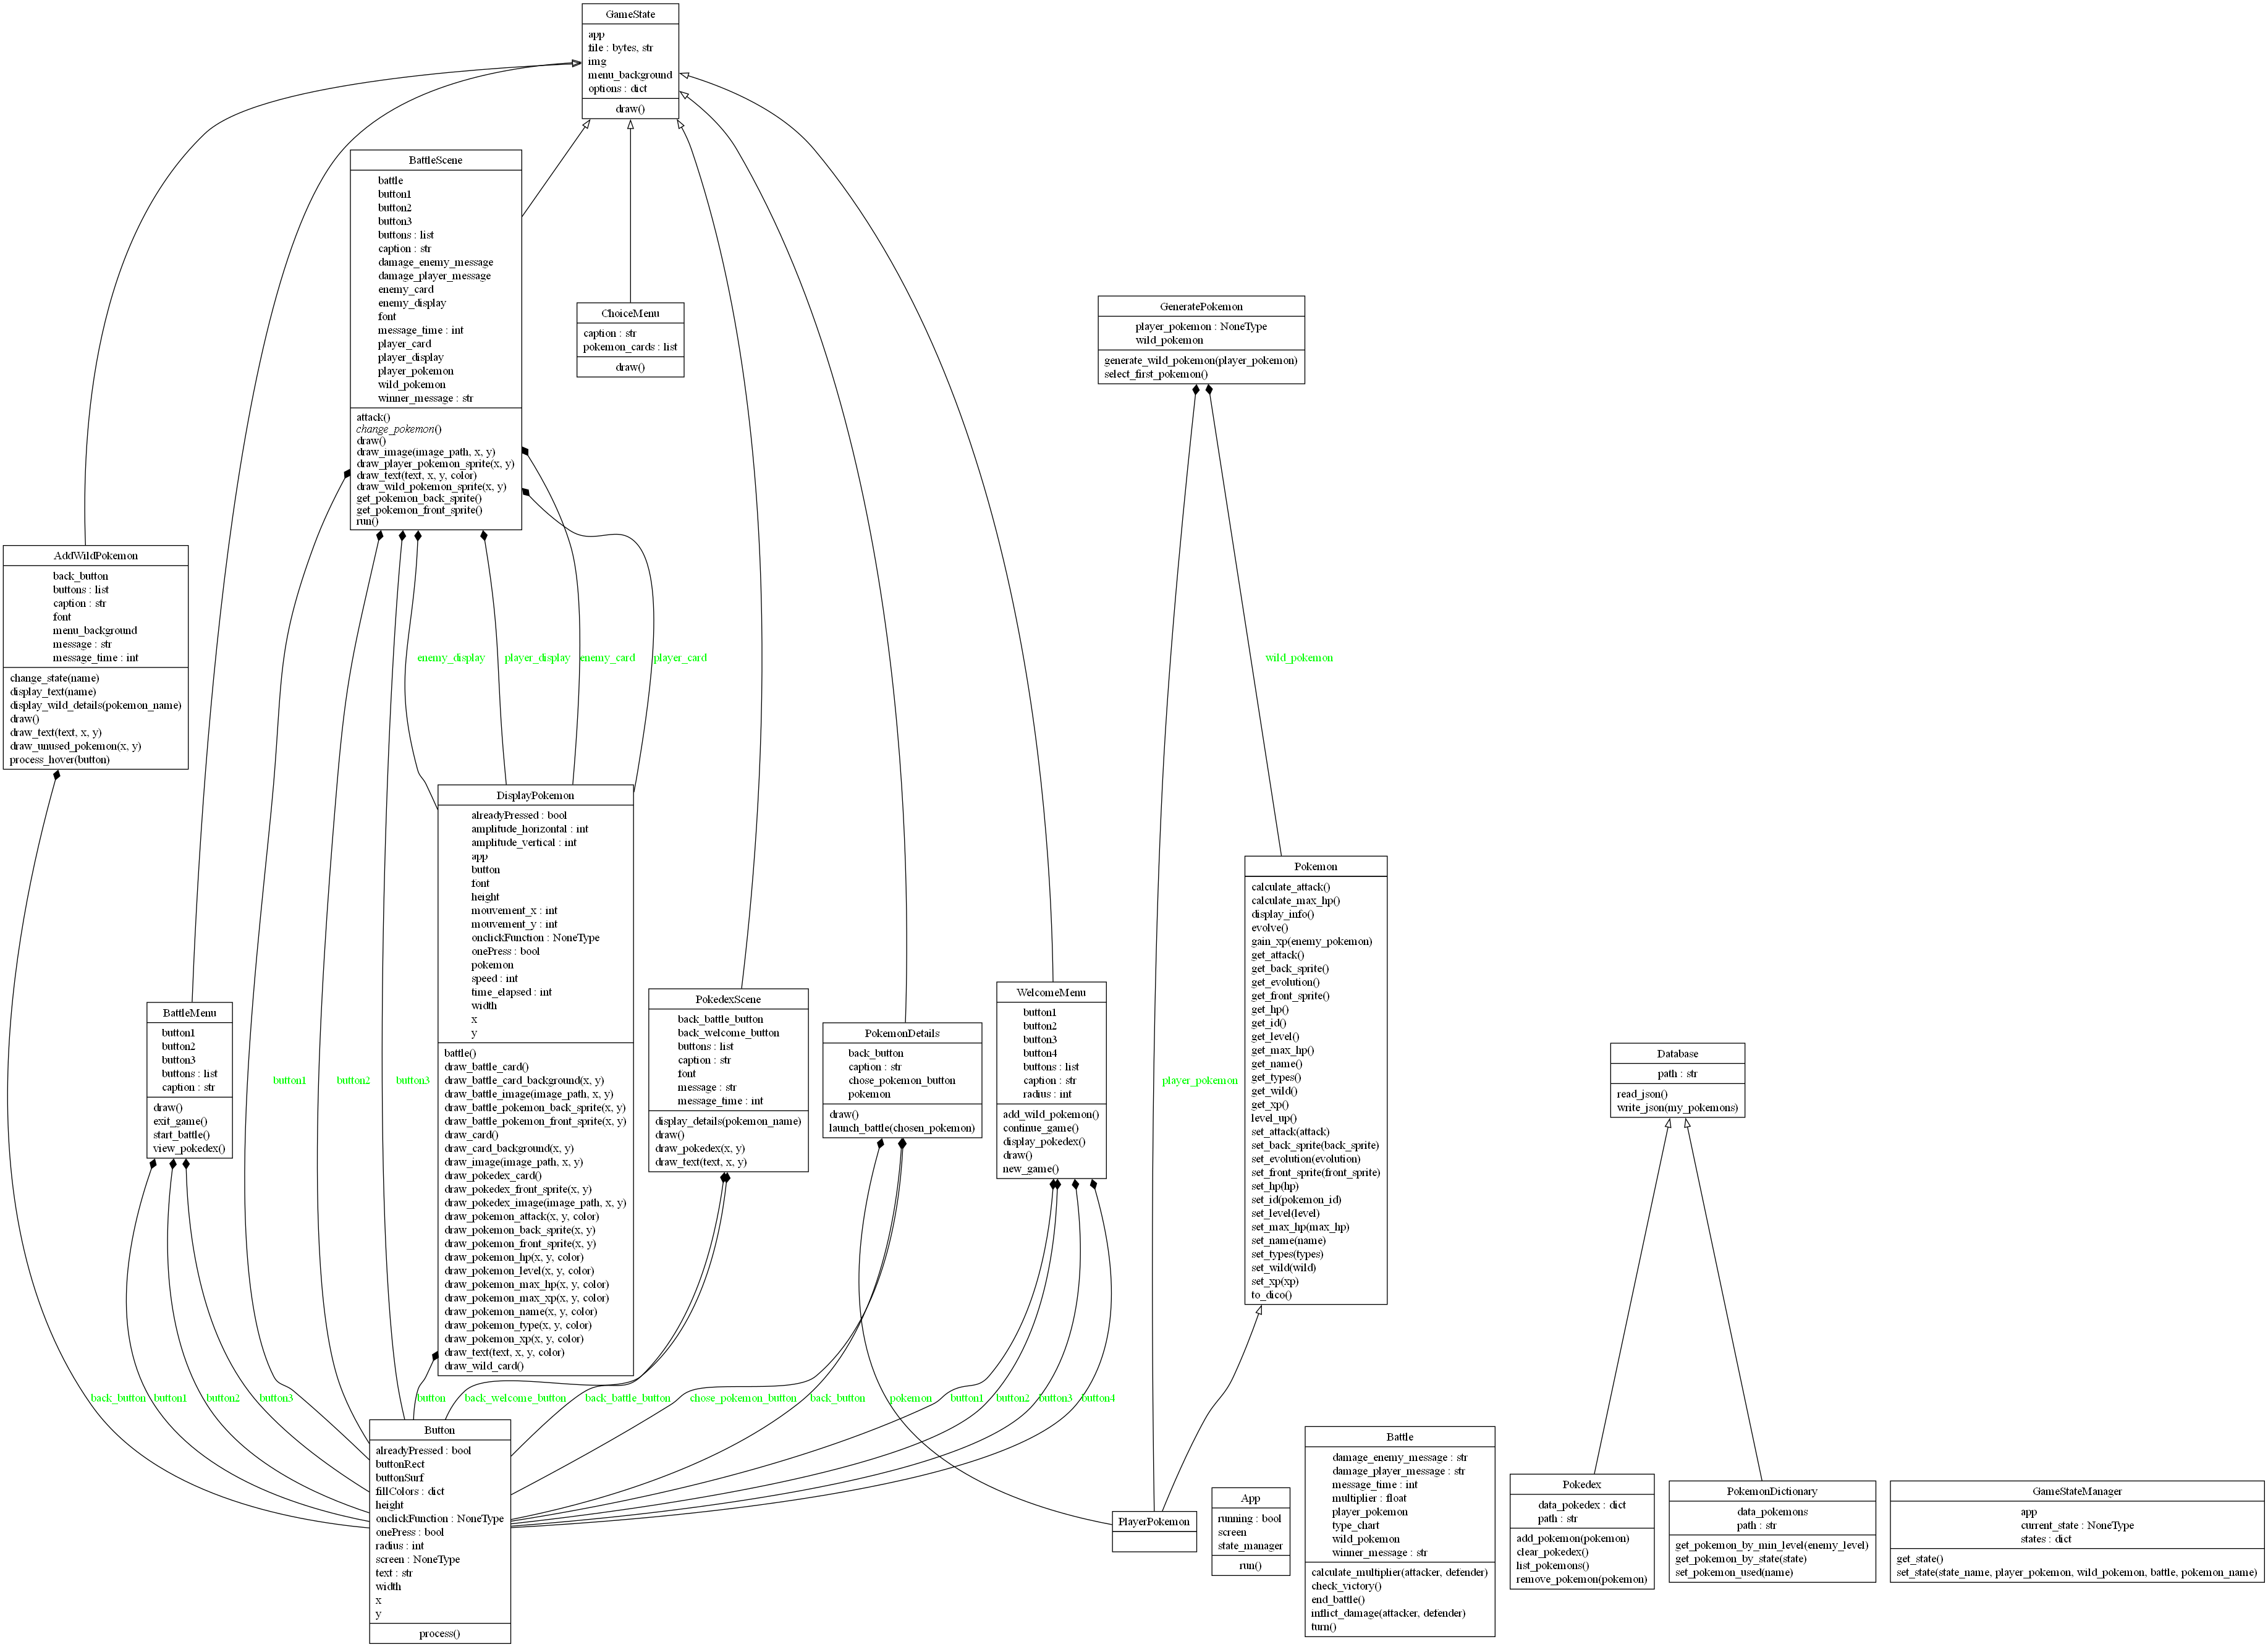 GameState
app
file : bytes, str
img
menu_background
options : dict
draw()
BattleScene
battle
button1
button2
button3
buttons : list
caption : str
damage_enemy_message
damage_player_message
enemy_card
enemy_display
font
message_time : int
player_card
player_display
player_pokemon
wild_pokemon
winner_message : str
attack()
change_pokemon()
draw()
draw_image(image_path, x, y)
draw_player_pokemon_sprite(x, y)
draw_text(text, x, y, color)
draw_wild_pokemon_sprite(x, y)
get_pokemon_back_sprite()
get_pokemon_front_sprite()
run()
ChoiceMenu
caption : str
pokemon_cards : list
draw()
GeneratePokemon
player_pokemon : NoneType
wild_pokemon
generate_wild_pokemon(player_pokemon)
select_first_pokemon()
AddWildPokemon
back_button
buttons : list
caption : str
font
menu_background
message : str
message_time : int
change_state(name)
display_text(name)
display_wild_details(pokemon_name)
draw()
draw_text(text, x, y)
draw_unused_pokemon(x, y)
process_hover(button)
enemy_display
player_display
enemy_card
player_card
wild_pokemon
DisplayPokemon
alreadyPressed : bool
amplitude_horizontal : int
amplitude_vertical : int
app
button
font
height
mouvement_x : int
mouvement_y : int
onclickFunction : NoneType
onePress : bool
pokemon
speed : int
time_elapsed : int
width
x
y
battle()
draw_battle_card()
draw_battle_card_background(x, y)
draw_battle_image(image_path, x, y)
draw_battle_pokemon_back_sprite(x, y)
draw_battle_pokemon_front_sprite(x, y)
draw_card()
draw_card_background(x, y)
draw_image(image_path, x, y)
draw_pokedex_card()
draw_pokedex_front_sprite(x, y)
draw_pokedex_image(image_path, x, y)
draw_pokemon_attack(x, y, color)
draw_pokemon_back_sprite(x, y)
draw_pokemon_front_sprite(x, y)
draw_pokemon_hp(x, y, color)
draw_pokemon_level(x, y, color)
draw_pokemon_max_hp(x, y, color)
draw_pokemon_max_xp(x, y, color)
draw_pokemon_name(x, y, color)
draw_pokemon_type(x, y, color)
draw_pokemon_xp(x, y, color)
draw_text(text, x, y, color)
draw_wild_card()
Pokemon
calculate_attack()
calculate_max_hp()
display_info()
evolve()
gain_xp(enemy_pokemon)
get_attack()
get_back_sprite()
get_evolution()
get_front_sprite()
get_hp()
get_id()
get_level()
get_max_hp()
get_name()
get_types()
get_wild()
get_xp()
level_up()
set_attack(attack)
set_back_sprite(back_sprite)
set_evolution(evolution)
set_front_sprite(front_sprite)
set_hp(hp)
set_id(pokemon_id)
set_level(level)
set_max_hp(max_hp)
set_name(name)
set_types(types)
set_wild(wild)
set_xp(xp)
to_dico()
BattleMenu
button1
button2
button3
buttons : list
caption : str
draw()
exit_game()
start_battle()
view_pokedex()
button1
button2
button3
PokedexScene
back_battle_button
back_welcome_button
buttons : list
caption : str
font
message : str
message_time : int
display_details(pokemon_name)
draw()
draw_pokedex(x, y)
draw_text(text, x, y)
PokemonDetails
back_button
caption : str
chose_pokemon_button
pokemon
draw()
launch_battle(chosen_pokemon)
WelcomeMenu
button1
button2
button3
button4
buttons : list
caption : str
radius : int
add_wild_pokemon()
continue_game()
display_pokedex()
draw()
new_game()
player_pokemon
Database
path : str
read_json()
write_json(my_pokemons)
back_button
button1
button2
button3
button
back_welcome_button
back_battle_button
chose_pokemon_button
back_button
pokemon
button1
button2
button3
button4
Button
alreadyPressed : bool
buttonRect
buttonSurf
fillColors : dict
height
onclickFunction : NoneType
onePress : bool
radius : int
screen : NoneType
text : str
width
x
y
process()
PlayerPokemon
App
running : bool
screen
state_manager
run()
Battle
damage_enemy_message : str
damage_player_message : str
message_time : int
multiplier : float
player_pokemon
type_chart
wild_pokemon
winner_message : str
calculate_multiplier(attacker, defender)
check_victory()
end_battle()
inflict_damage(attacker, defender)
turn()
Pokedex
data_pokedex : dict
path : str
add_pokemon(pokemon)
clear_pokedex()
list_pokemons()
remove_pokemon(pokemon)
PokemonDictionary
data_pokemons
path : str
get_pokemon_by_min_level(enemy_level)
get_pokemon_by_state(state)
set_pokemon_used(name)
GameStateManager
app
current_state : NoneType
states : dict
get_state()
set_state(state_name, player_pokemon, wild_pokemon, battle, pokemon_name)